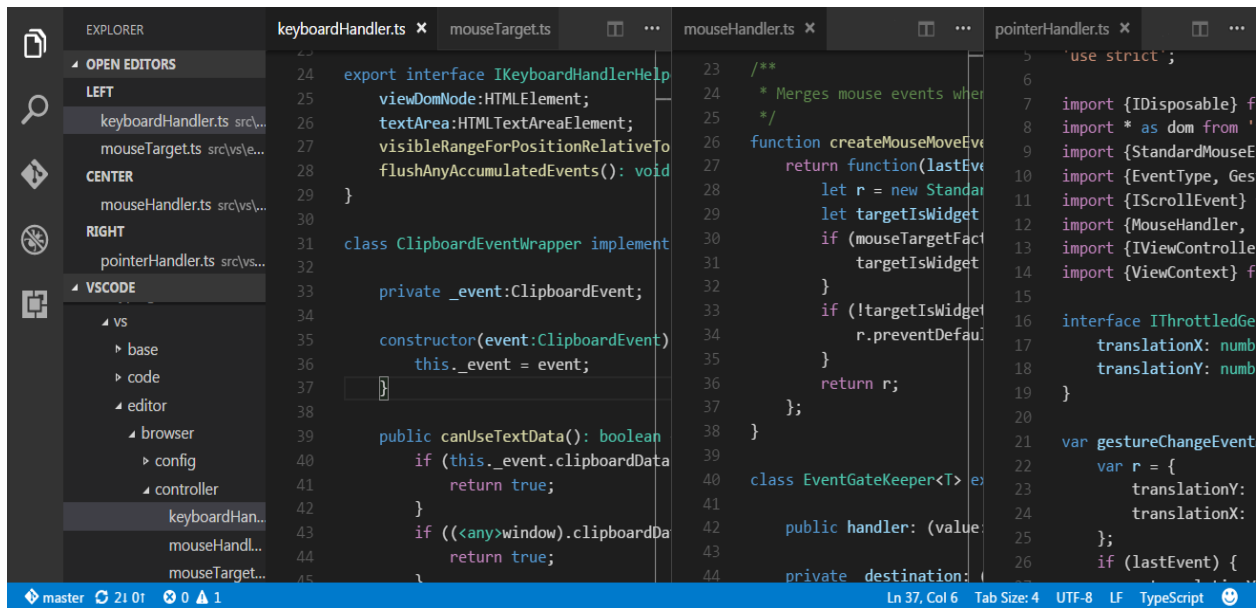 EXPLORER
OPEN EDITORS
LEFT
keyboardHandler.ts src\...
mouseTarget.ts src\vs\e...
CENTER
mouseHandler.ts src\vs\...
RIGHT
pointerHandler.ts src\vs...
VSCODE
vs
base
code
editor
browser
config
controller
keyboardHan...
mouseHandl...
mouseTarget...
keyboardHandler.ts × mouseTarget.ts ...
24 export interface IKeyboardHandlerHelp
25 viewDomNode:HTMLElement;
26 textArea:HTMLTextAreaElement;
27 visibleRangeForPositionRelativeTo
28 flushAnyAccumulatedEvents(): void
29 }
30
31 class ClipboardEventWrapper implement
32
33 private _event:ClipboardEvent;
34
35 constructor(event:ClipboardEvent)
36 this._event = event;
37 }
38
39 public canUseTextData(): boolean
40 if (this._event.clipboardData
41 return true;
42 }
43 if ((<any>window).clipboardDa
44 return true;
45 }
mouseHandler.ts × ...
23 /**
24 * Merges mouse events when
25 */
26 function createMouseMoveEve
27 return function(lastEve
28 let r = new Standar
29 let targetIsWidget
30 if (mouseTargetFact
31 targetIsWidget
32 }
33 if (!targetIsWidget
34 r.preventDefaul
35 }
36 return r;
37 };
38 }
39
40 class EventGateKeeper<T> ex
41
42 public handler: (value:
43
44 private destination: (
pointerHandler.ts × ...
5 'use strict';
6
7 import {IDisposable} f
8 import * as dom from '
9 import {StandardMouseE
10 import {EventType, Ges
11 import {IScrollEvent}
12 import {MouseHandler,
13 import {IViewControlle
14 import {ViewContext} f
15
16 interface IThrottledGe
17 translationX: numb
18 translationY: numb
19 }
20
21 var gestureChangeEvent
22 var r = {
23 translationY:
24 translationX:
25 };
26 if (lastEvent) {
master 2↓ 0↑ 0 1 Ln 37, Col 6 Tab Size: 4 UTF-8 LF TypeScript